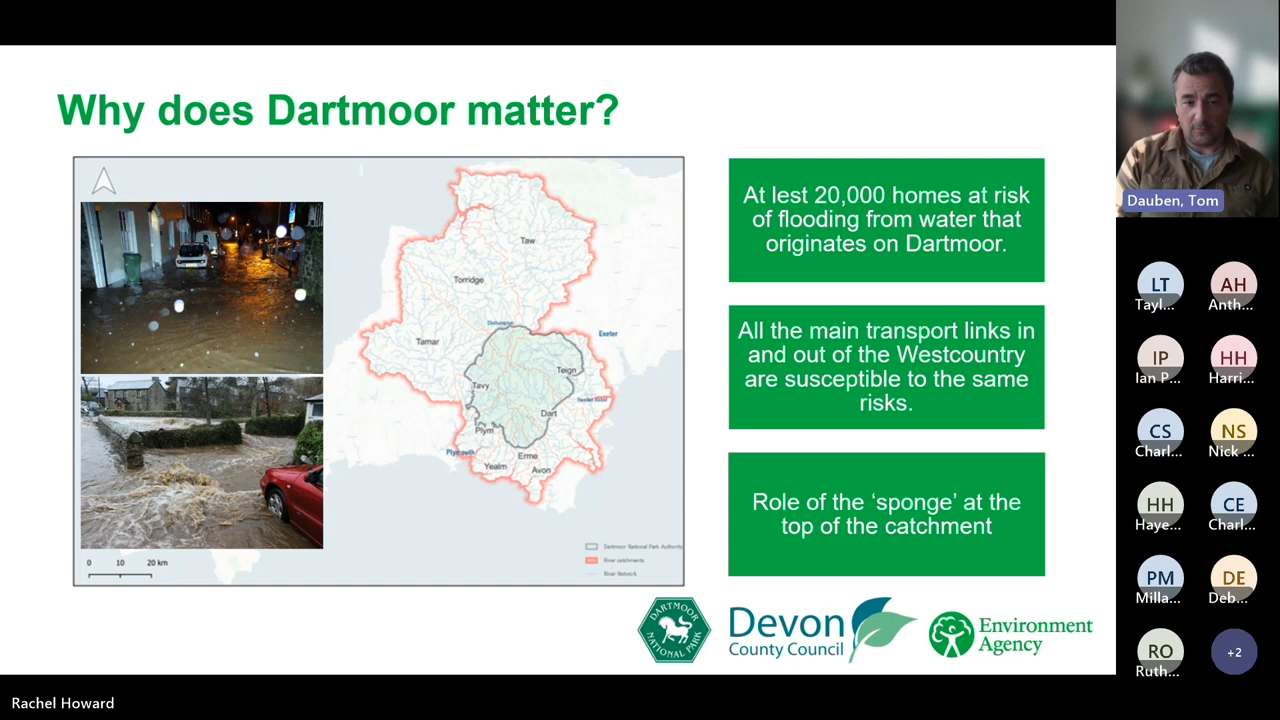 Why does Dartmoor matter?
Taw
Torridge
Okehampton
Exeter
Tamar
Teign
Tavy
Newton Abbot
Dart
Plym
Plymouth
Erme
Yealm
Avon
0 10 20 km
Dartmoor National Park Authority
River catchments
River Network
At lest 20,000 homes at risk
of flooding from water that
originates on Dartmoor.
All the main transport links in
and out of the Westcountry
are susceptible to the same
risks.
Role of the ‘sponge’ at the
top of the catchment
DARTMOOR
NATIONAL PARK
Devon
County Council
Environment
Agency
Dauben, Tom
LT
Tayl...
AH
Anth...
IP
Ian P...
HH
Harri...
CS
Charl...
NS
Nick ...
HH
Haye...
CE
Charl...
PM
Milla...
DE
Deb...
RO
Ruth...
+2
Rachel Howard